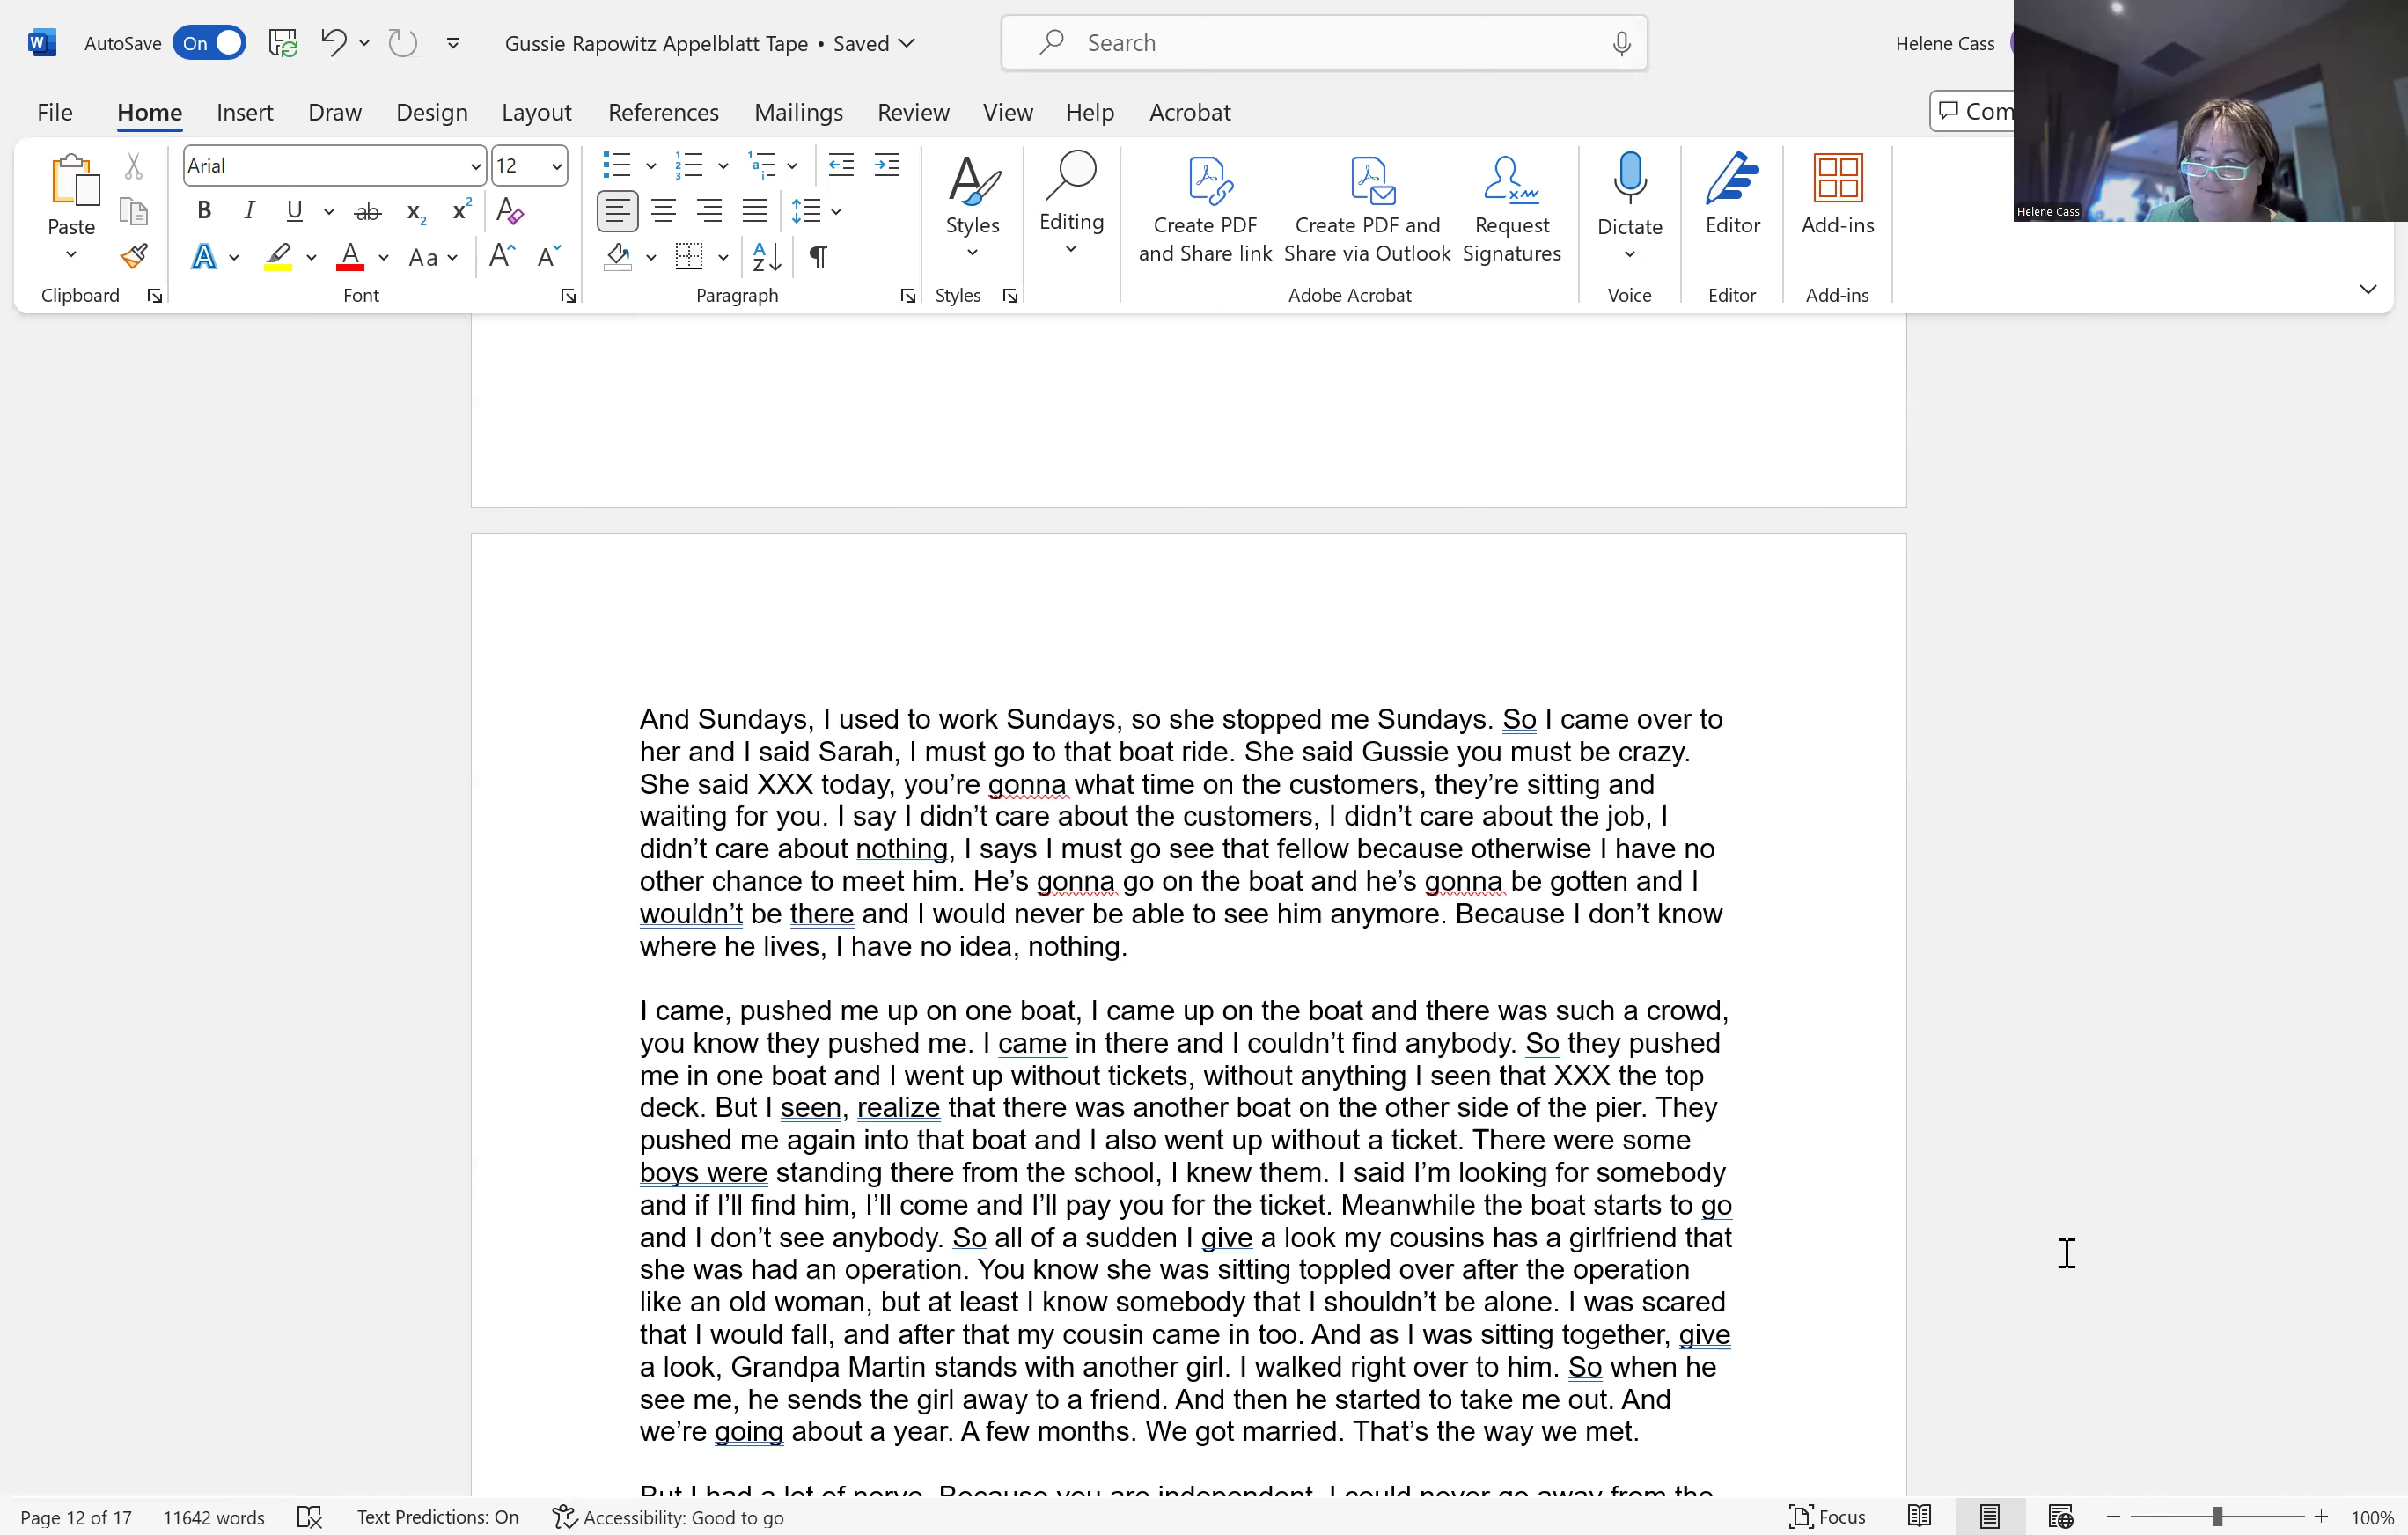 AutoSave On Gussie Rapowitz Appelblatt Tape • Saved Search Helene Cass
File Home Insert Draw Design Layout References Mailings Review View Help Acrobat Com
Arial 12
Paste
Styles Editing
Create PDF and Share link
Create PDF and Share via Outlook
Request Signatures
Dictate Editor Add-ins
Clipboard Font Paragraph Styles Adobe Acrobat Voice Editor Add-ins
Helene Cass
And Sundays, I used to work Sundays, so she stopped me Sundays. So I came over to
her and I said Sarah, I must go to that boat ride. She said Gussie you must be crazy.
She said XXX today, you’re gonna what time on the customers, they’re sitting and
waiting for you. I say I didn’t care about the customers, I didn’t care about the job, I
didn’t care about nothing, I says I must go see that fellow because otherwise I have no
other chance to meet him. He’s gonna go on the boat and he’s gonna be gotten and I
wouldn’t be there and I would never be able to see him anymore. Because I don’t know
where he lives, I have no idea, nothing.
I came, pushed me up on one boat, I came up on the boat and there was such a crowd,
you know they pushed me. I came in there and I couldn’t find anybody. So they pushed
me in one boat and I went up without tickets, without anything I seen that XXX the top
deck. But I seen, realize that there was another boat on the other side of the pier. They
pushed me again into that boat and I also went up without a ticket. There were some
boys were standing there from the school, I knew them. I said I’m looking for somebody
and if I’ll find him, I’ll come and I’ll pay you for the ticket. Meanwhile the boat starts to go
and I don’t see anybody. So all of a sudden I give a look my cousins has a girlfriend that
she was had an operation. You know she was sitting toppled over after the operation
like an old woman, but at least I know somebody that I shouldn’t be alone. I was scared
that I would fall, and after that my cousin came in too. And as I was sitting together, give
a look, Grandpa Martin stands with another girl. I walked right over to him. So when he
see me, he sends the girl away to a friend. And then he started to take me out. And
we’re going about a year. A few months. We got married. That’s the way we met.
But I had a lot of nerve. Because you are independent. I could never go away from the
Page 12 of 17 11642 words Text Predictions: On Accessibility: Good to go Focus 100%